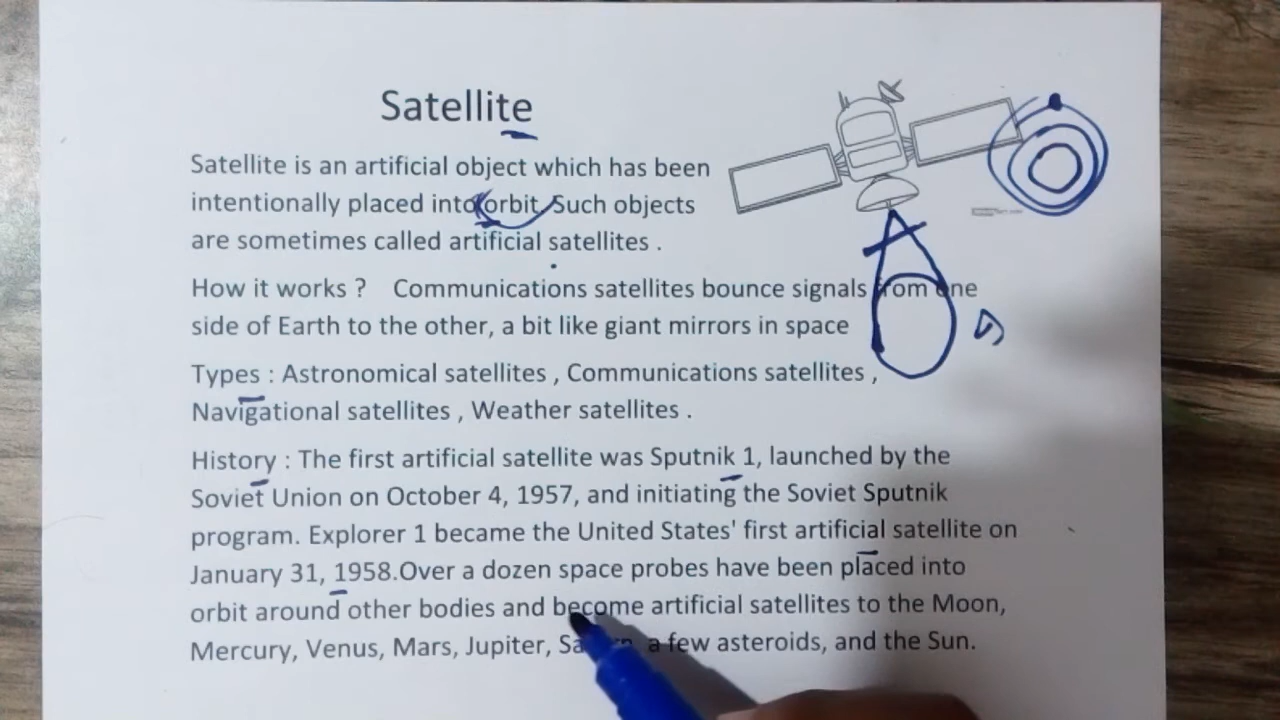 Satellite
Satellite is an artificial object which has been
intentionally placed into orbit. Such objects
are sometimes called artificial satellites .
How it works ? Communications satellites bounce signals from one
side of Earth to the other, a bit like giant mirrors in space
Types : Astronomical satellites , Communications satellites ,
Navigational satellites , Weather satellites .
History : The first artificial satellite was Sputnik 1, launched by the
Soviet Union on October 4, 1957, and initiating the Soviet Sputnik
program. Explorer 1 became the United States' first artificial satellite on
January 31, 1958.Over a dozen space probes have been placed into
orbit around other bodies and become artificial satellites to the Moon,
Mercury, Venus, Mars, Jupiter, a few asteroids, and the Sun.